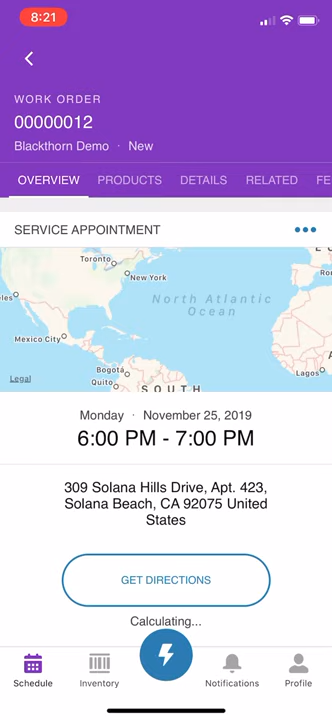 8:21
WORK ORDER
00000012
Blackthorn Demo · New
OVERVIEW PRODUCTS DETAILS RELATED FE
SERVICE APPOINTMENT
Toronto
New York
North Atlantic
Ocean
Mexico City
Bogotá
Quito
Lagos
Legal
SOUTH
Monday · November 25, 2019
6:00 PM - 7:00 PM
309 Solana Hills Drive, Apt. 423,
Solana Beach, CA 92075 United
States
GET DIRECTIONS
Calculating...
Schedule Inventory Notifications Profile